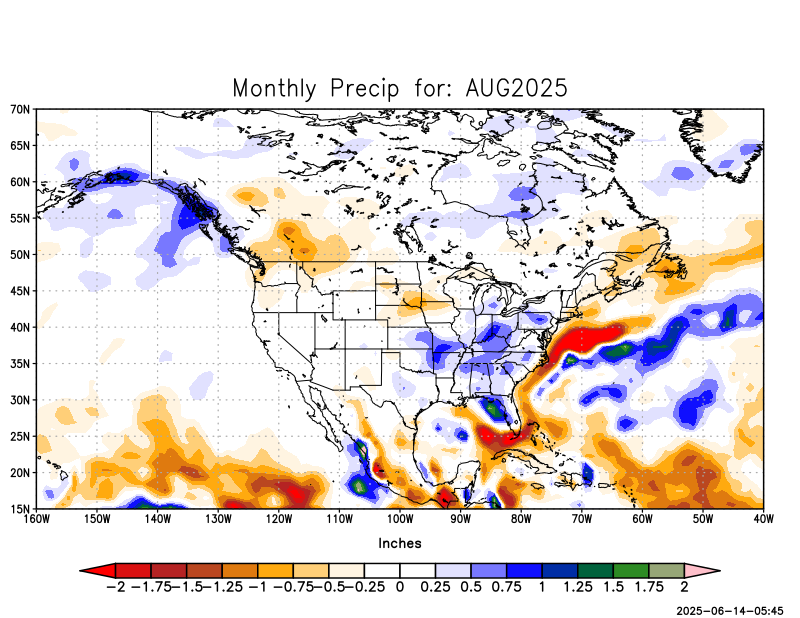 Monthly Precip for: AUG2025
70N
65N
60N
55N
50N
45N
40N
35N
30N
25N
20N
15N
160W 150W 140W 130W 120W 110W 100W 90W 80W 70W 60W 50W 40W
Inches
-2 -1.75 -1.5 -1.25 -1 -0.75 -0.5 -0.25 0 0.25 0.5 0.75 1 1.25 1.5 1.75 2
2025-06-14-05:45